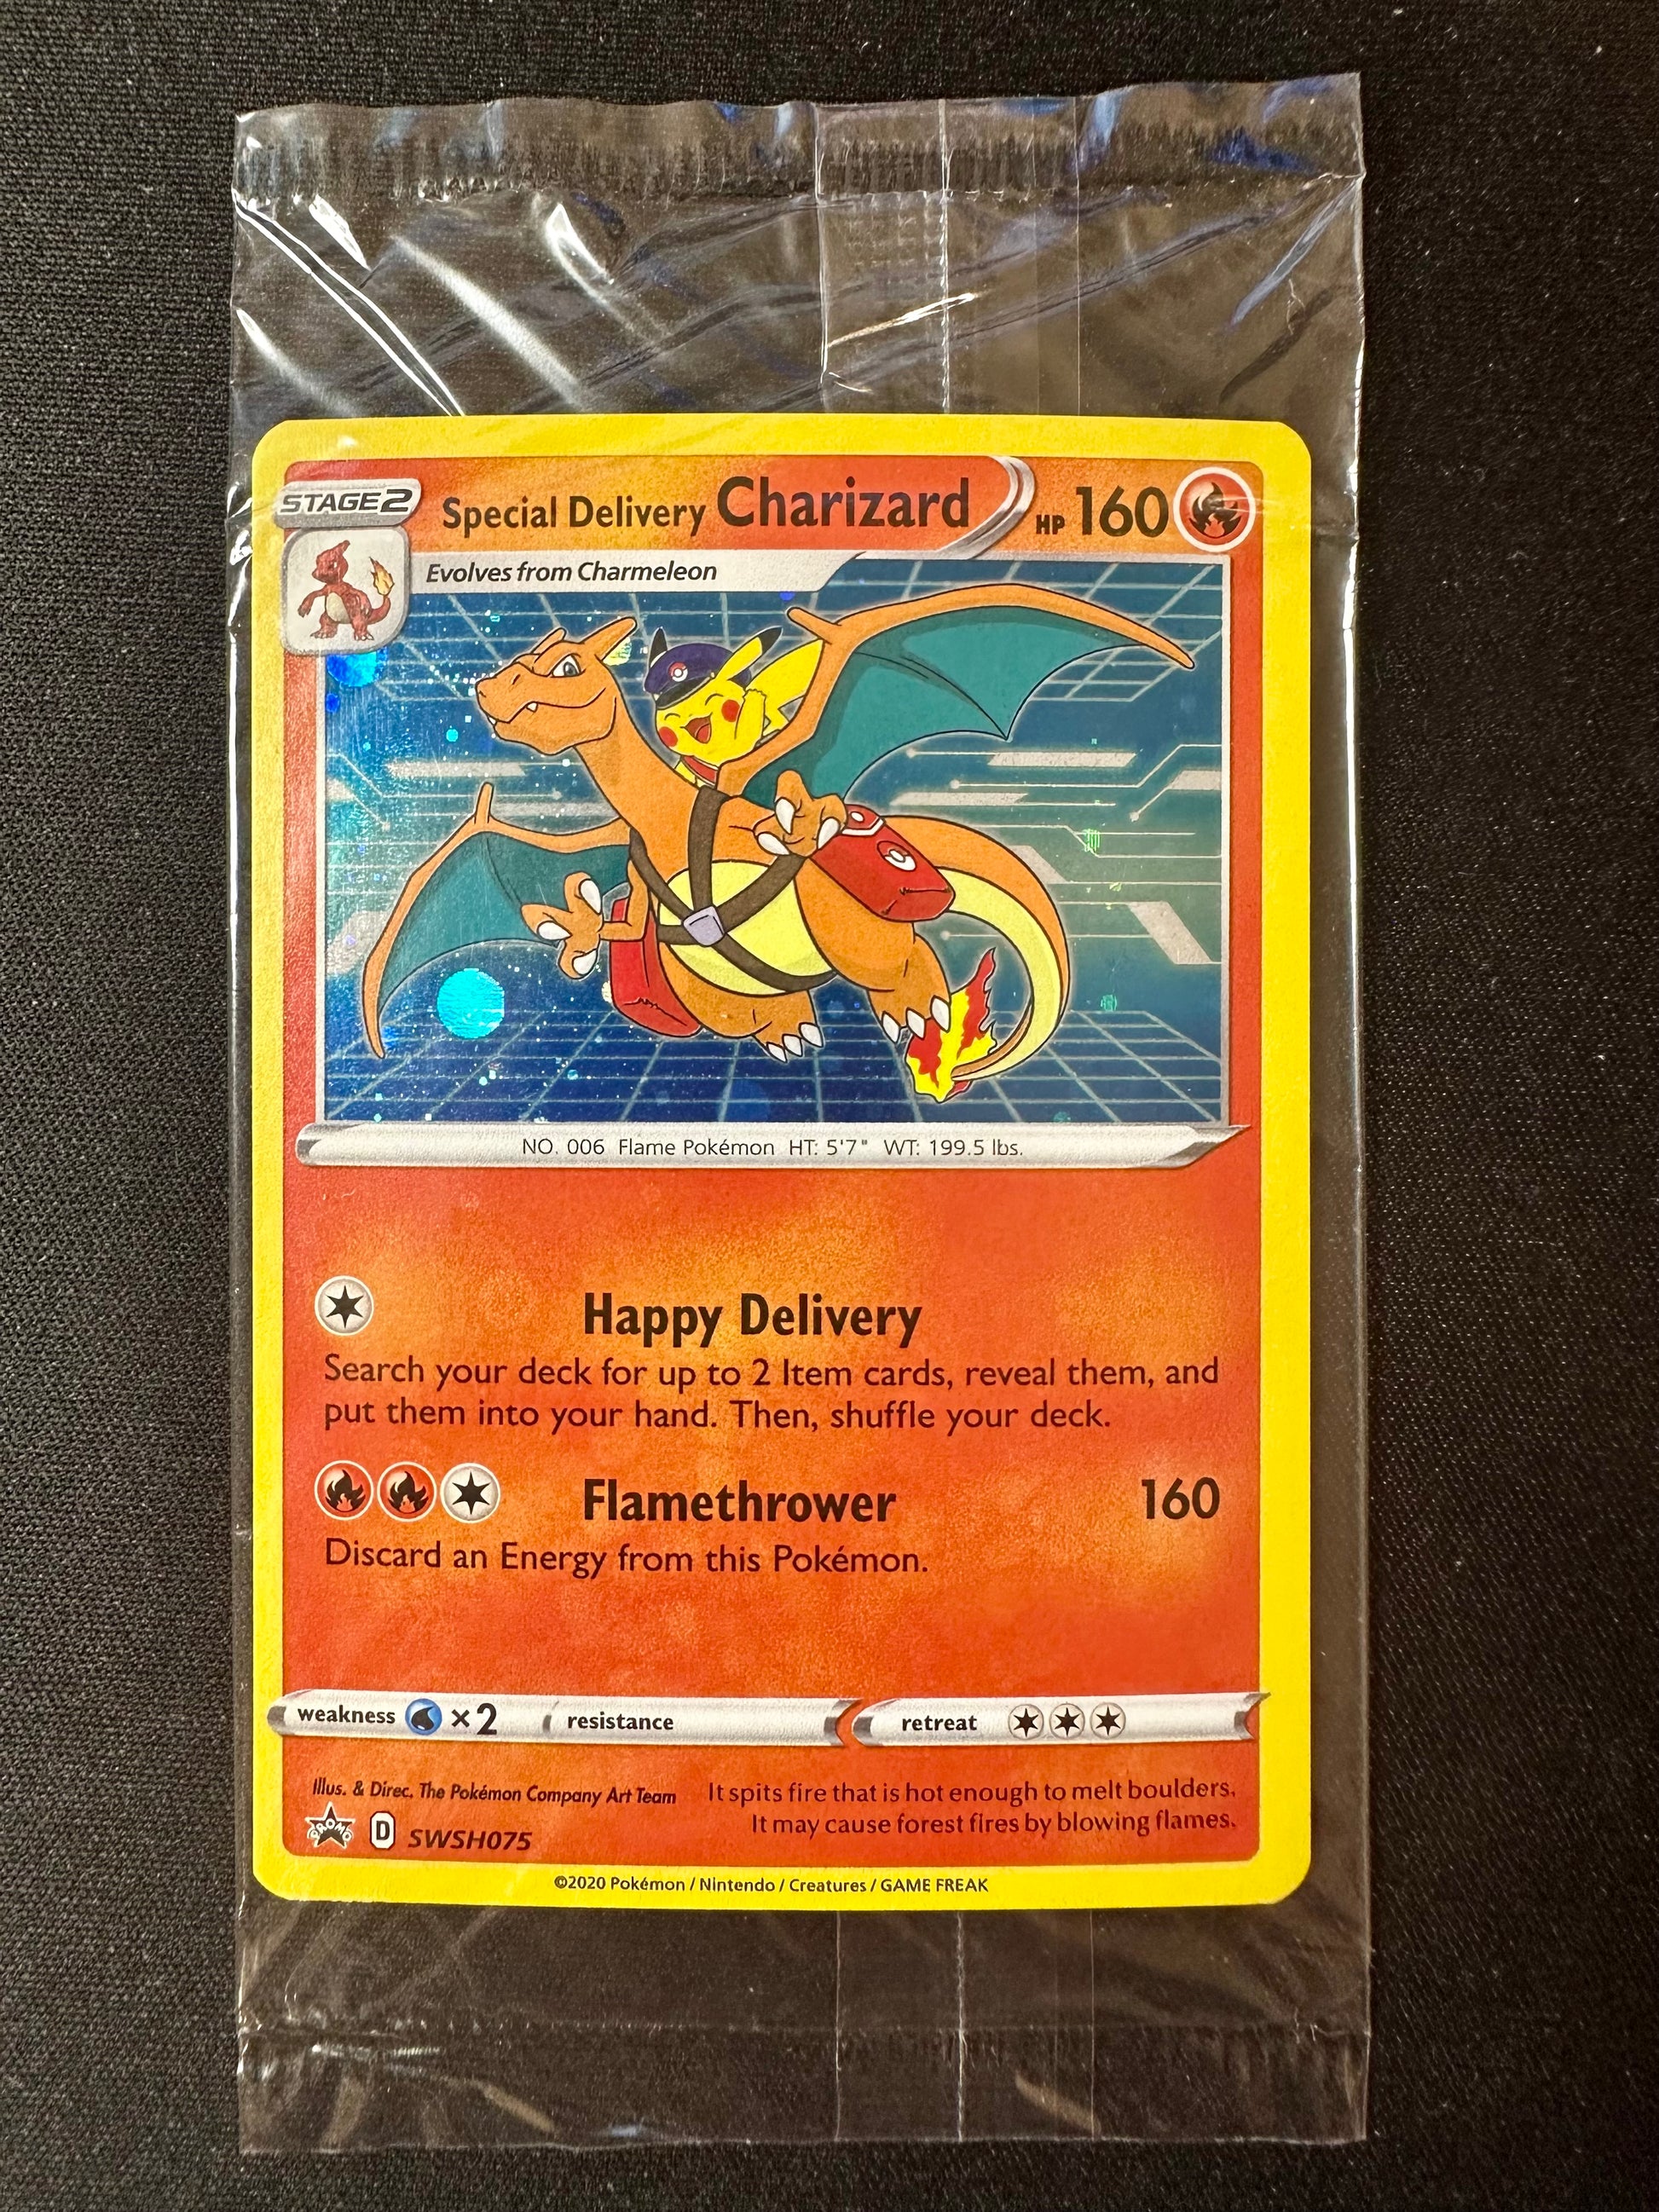 STAGE2
Special Delivery Charizard
HP 160
Evolves from Charmeleon
NO. 006 Flame Pokémon HT: 5'7" WT: 199.5 lbs.
Happy Delivery
Search your deck for up to 2 Item cards, reveal them, and
put them into your hand. Then, shuffle your deck.
Flamethrower 160
Discard an Energy from this Pokémon.
weakness ×2 resistance retreat
Illus. & Direc. The Pokémon Company Art Team
It spits fire that is hot enough to melt boulders.
It may cause forest fires by blowing flames.
PROMO D SWSH075
©2020 Pokémon / Nintendo / Creatures / GAME FREAK